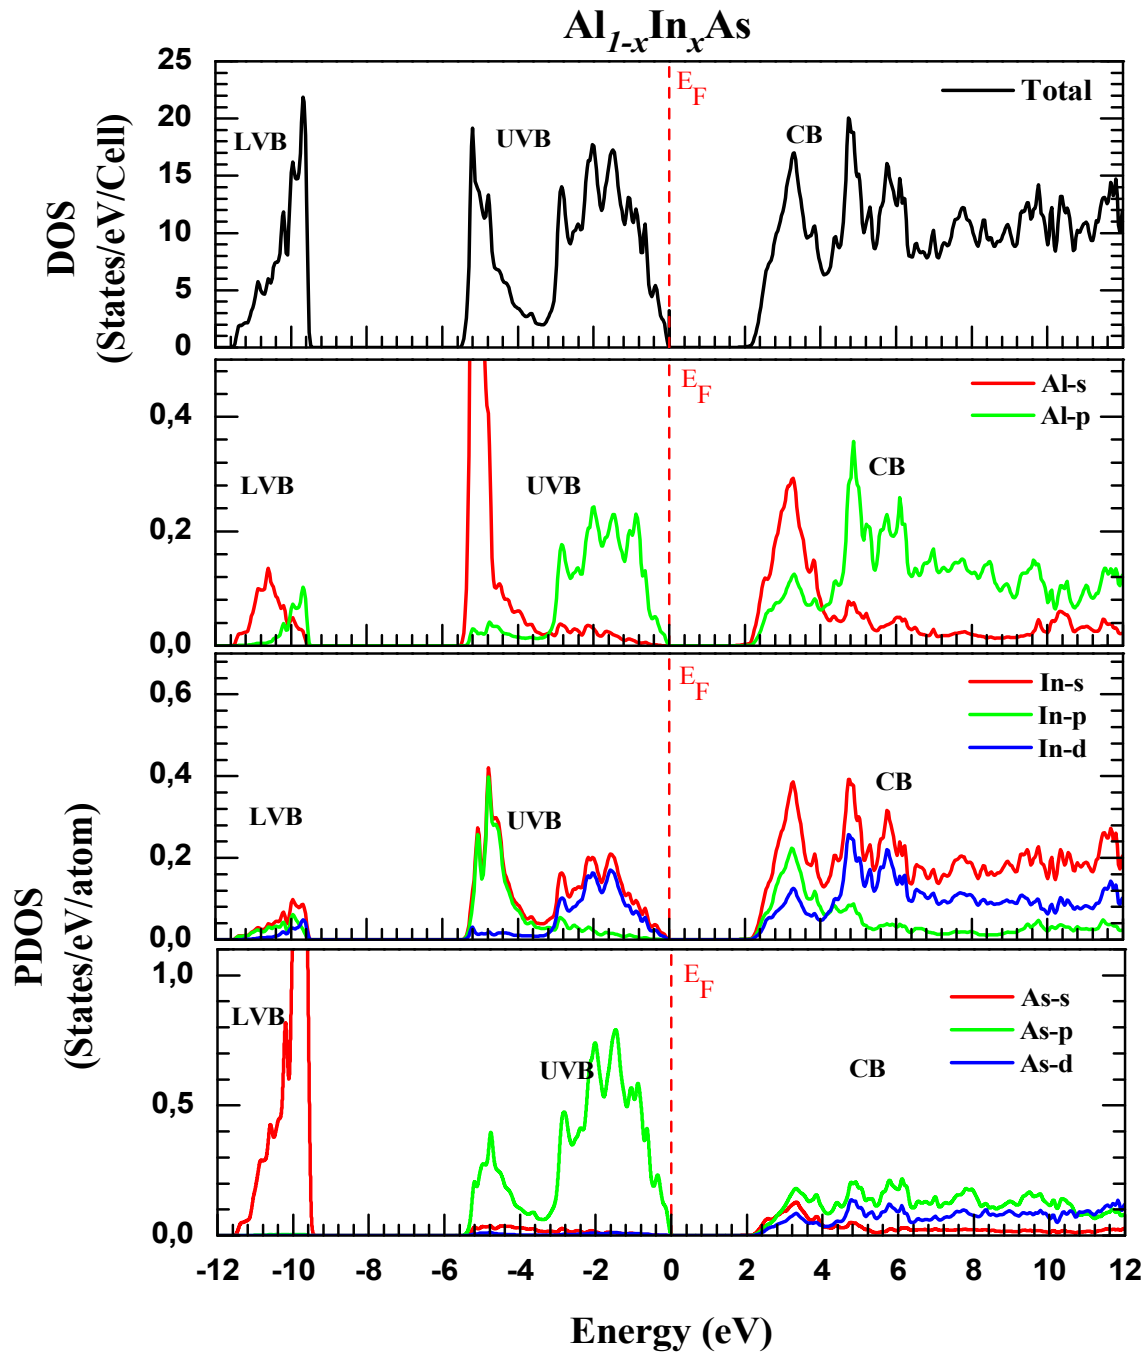 Al1-xInxAs
DOS
(States/eV/Cell)
25
20
15
10
5
0
LVB
UVB
EF
CB
Total
0,4
0,2
0,0
LVB
UVB
EF
CB
Al-s
Al-p
PDOS
(States/eV/atom)
0,6
0,4
0,2
0,0
LVB
UVB
EF
CB
In-s
In-p
In-d
1,0
0,5
0,0
LVB
UVB
EF
CB
As-s
As-p
As-d
-12 -10 -8 -6 -4 -2 0 2 4 6 8 10 12
Energy (eV)